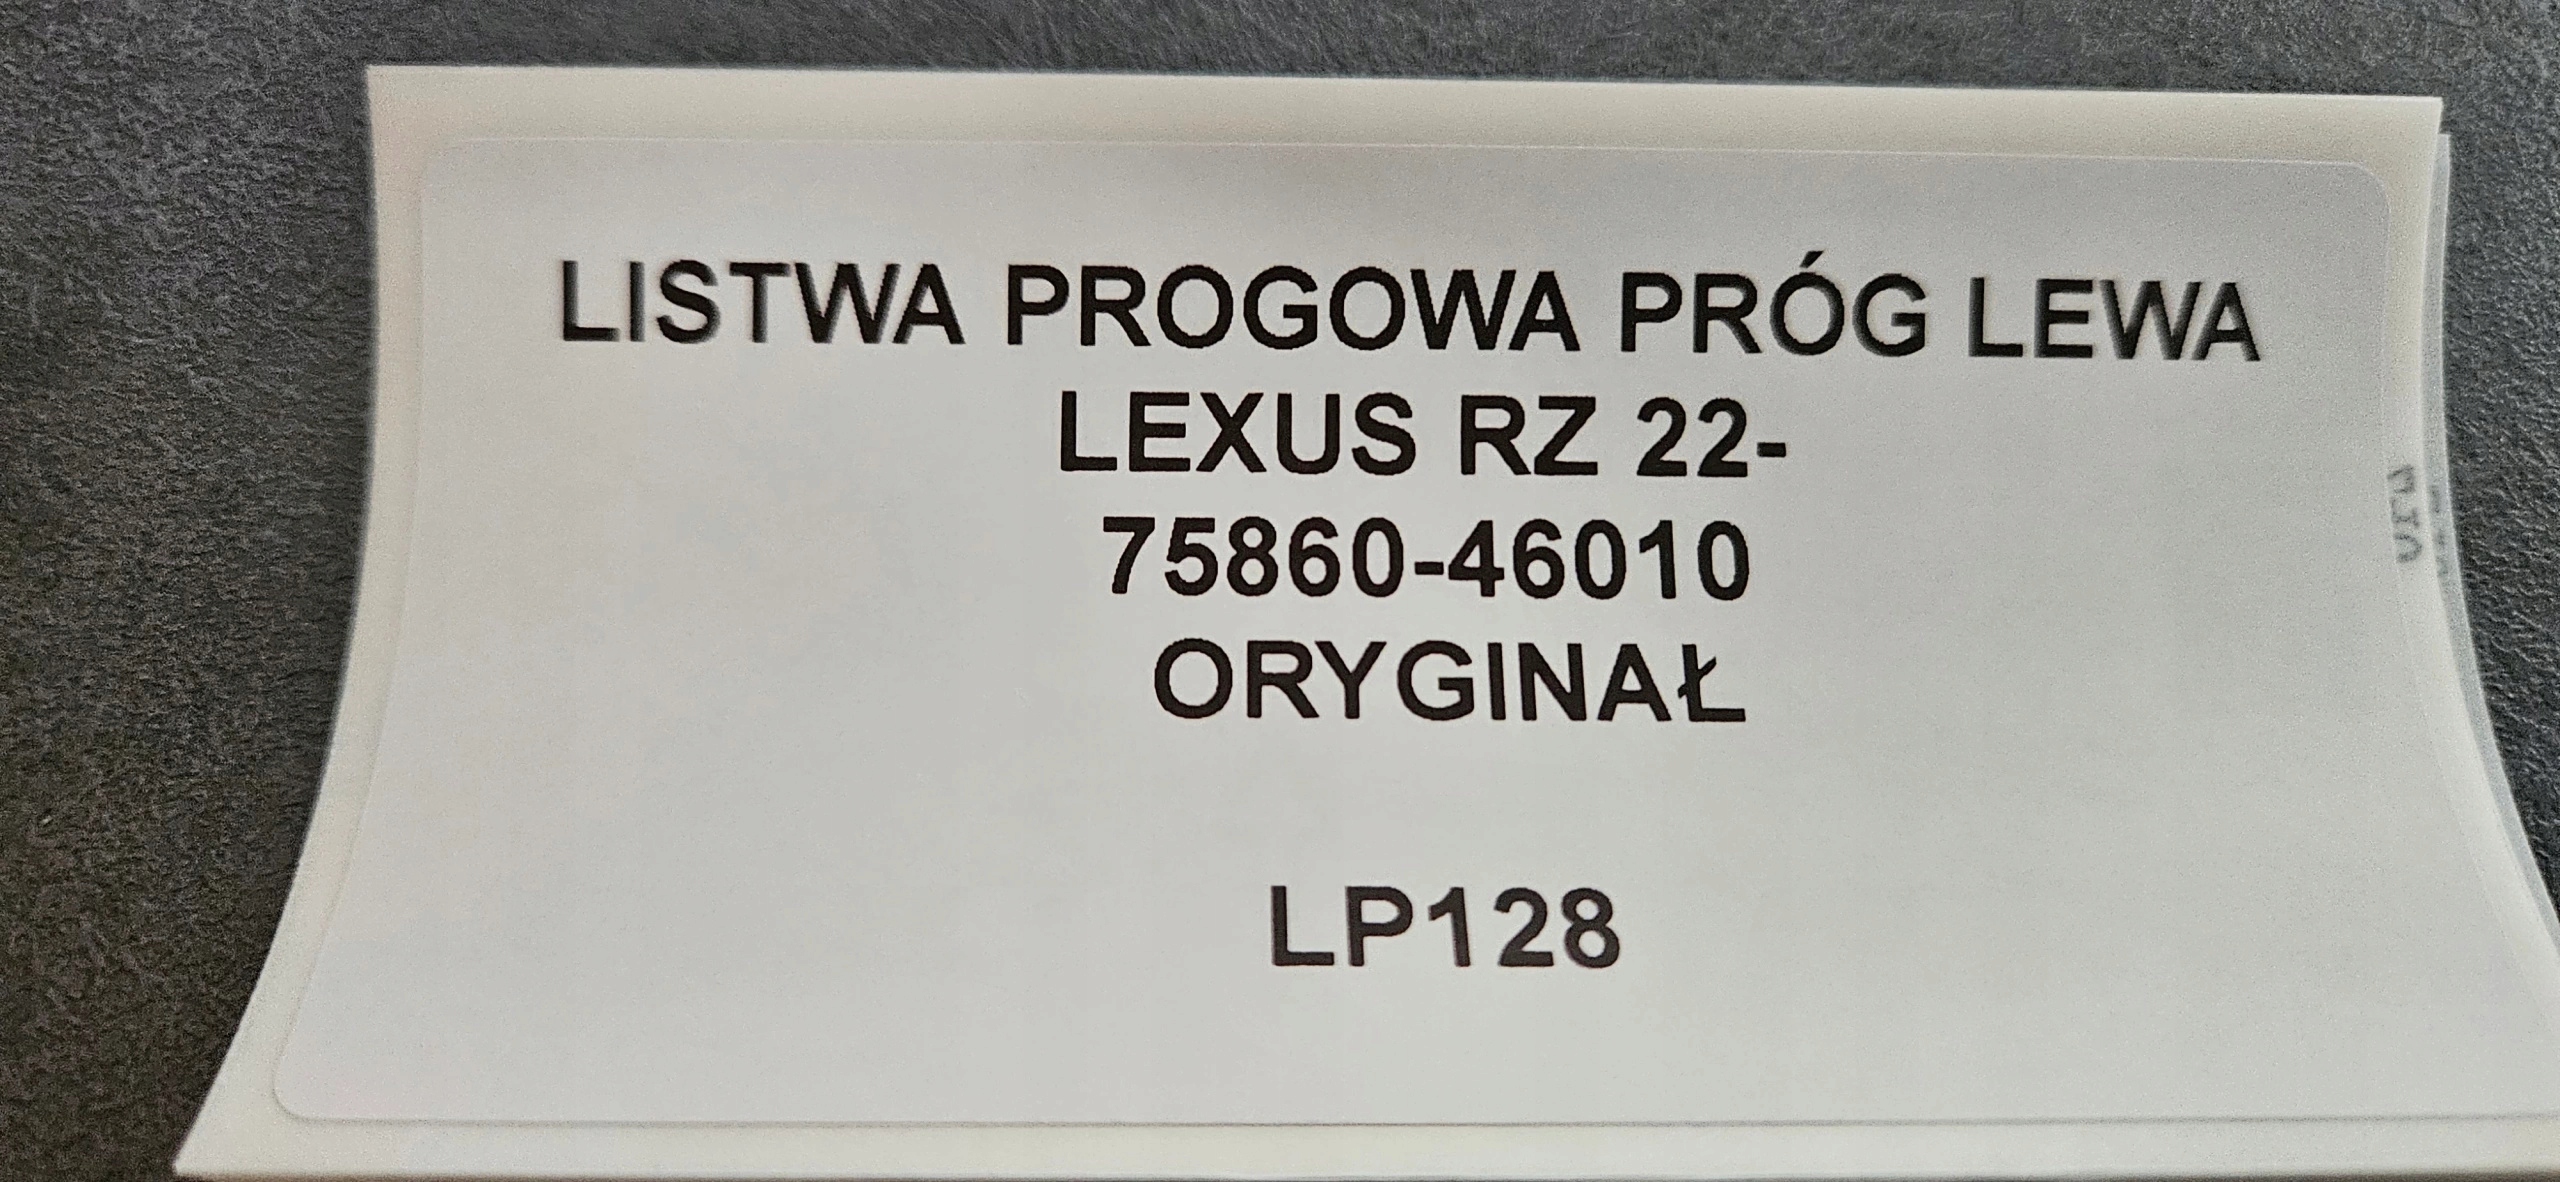 LISTWA PROGOWA PRÓG LEWA
LEXUS RZ 22-
75860-46010
ORYGINAŁ
LP128